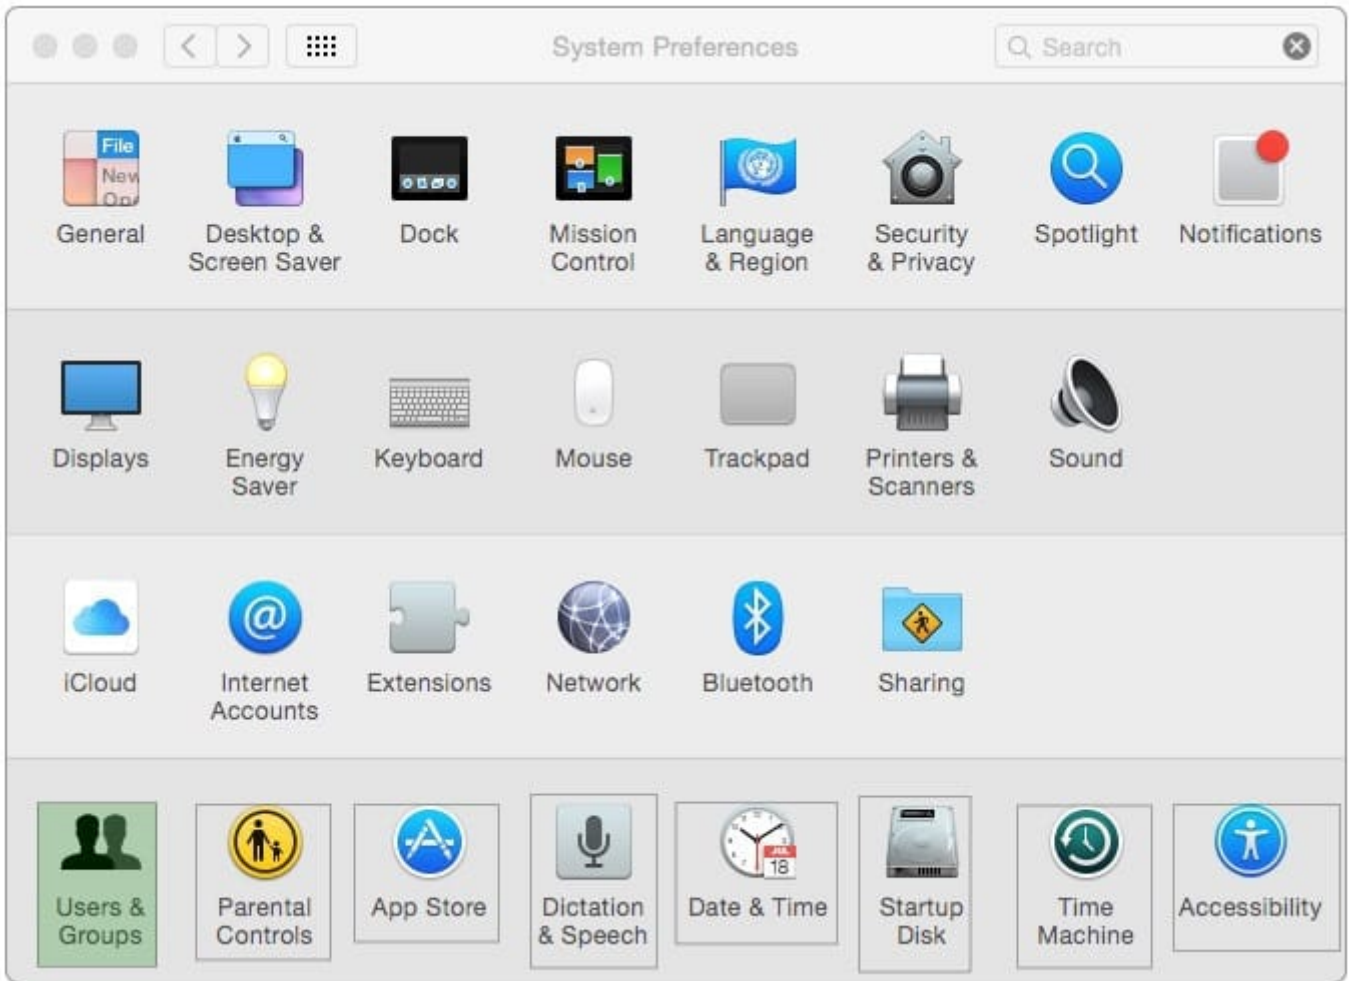 System Preferences
Search
File
New
General
Desktop &
Screen Saver
Dock
Mission
Control
Language
& Region
Security
& Privacy
Spotlight
Notifications
Displays
Energy
Saver
Keyboard
Mouse
Trackpad
Printers &
Scanners
Sound
iCloud
@
Internet
Accounts
Extensions
Network
Bluetooth
Sharing
Users &
Groups
Parental
Controls
App Store
Dictation
& Speech
JUL
18
Date & Time
Startup
Disk
Time
Machine
Accessibility